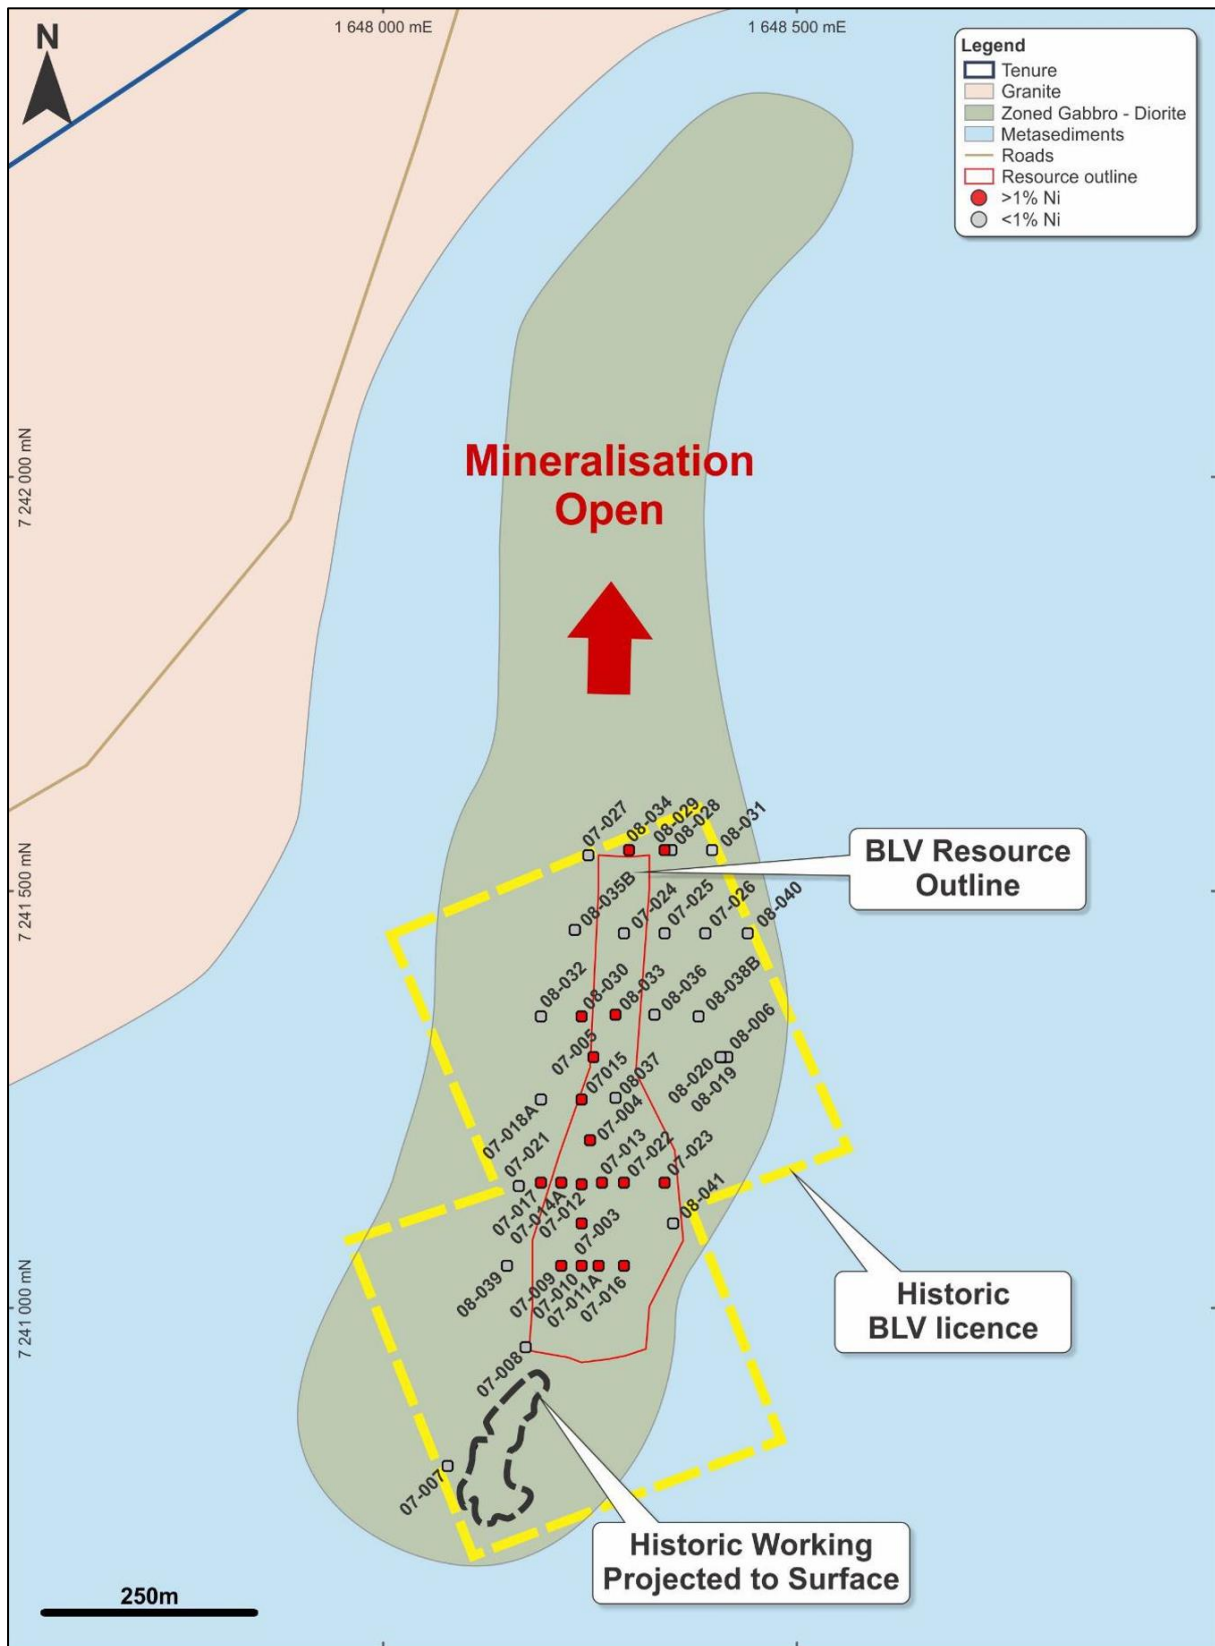 N
1 648 000 mE
1 648 500 mE
Legend
Tenure
Granite
Zoned Gabbro - Diorite
Metasediments
Roads
Resource outline
>1% Ni
<1% Ni
7 242 000 mN
Mineralisation
Open
07-027
08-034
08-029
08-028
08-031
BLV Resource
Outline
7 241 500 mN
08-035B
07-024
07-025
07-026
08-040
08-032
08-030
08-033
08-036
08-038B
07-005
08-006
08-020
08-019
07-018A
07015
08037
07-004
07-021
07-017
07-014A
07-012
07-013
07-022
07-023
07-003
08-041
08-039
07-009
07-010
07-011A
07-016
7 241 000 mN
Historic
BLV licence
07-008
07-007
Historic Working
Projected to Surface
250m